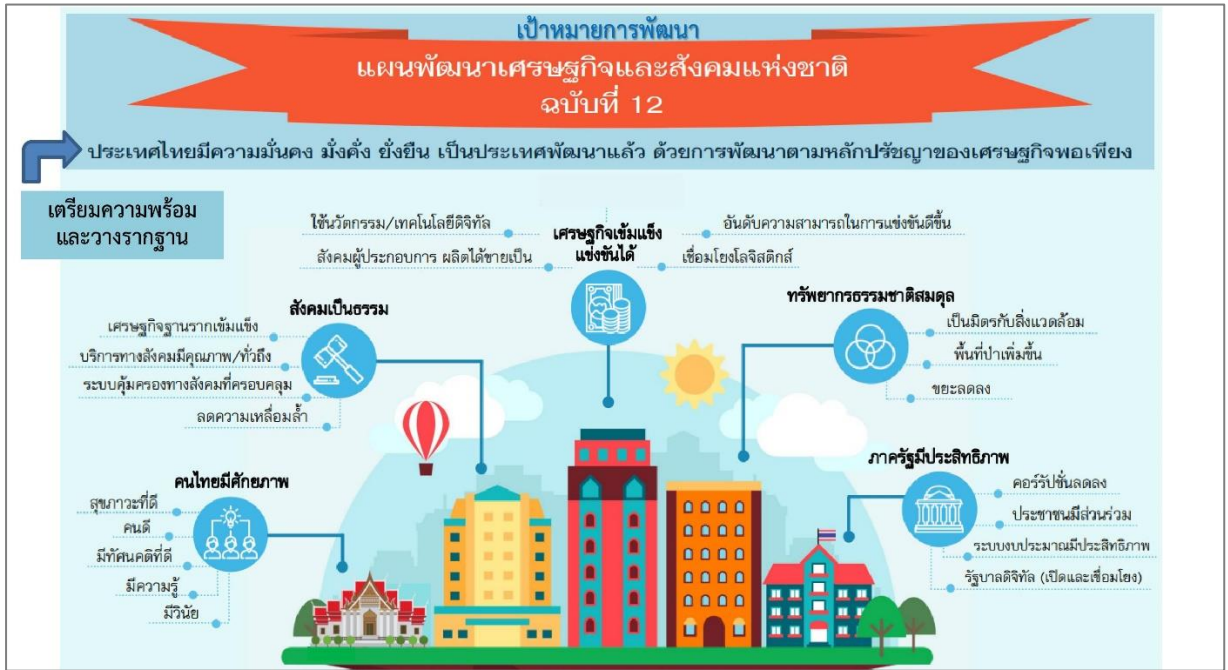 เป้าหมายการพัฒนา
แผนพัฒนาเศรษฐกิจและสังคมแห่งชาติ
ฉบับที่ 12
ประเทศไทยมีความมั่นคง มั่งคั่ง ยั่งยืน เป็นประเทศพัฒนาแล้ว ด้วยการพัฒนาตามหลักปรัชญาของเศรษฐกิจพอเพียง
เตรียมความพร้อม
และวางรากฐาน
ใช้นวัตกรรม/เทคโนโลยีดิจิทัล
สังคมผู้ประกอบการ ผลิตได้ขายเป็น
เศรษฐกิจเข้มแข็ง
แข่งขันได้
อันดับความสามารถในการแข่งขันดีขึ้น
เชื่อมโยงโลจิสติกส์
สังคมเป็นธรรม
เศรษฐกิจฐานรากเข้มแข็ง
บริการทางสังคมมีคุณภาพ/ทั่วถึง
ระบบคุ้มครองทางสังคมที่ครอบคลุม
ลดความเหลื่อมล้ำ
ทรัพยากรธรรมชาติสมดุล
เป็นมิตรกับสิ่งแวดล้อม
พื้นที่ป่าเพิ่มขึ้น
ขยะลดลง
คนไทยมีศักยภาพ
สุขภาวะที่ดี
คนดี
มีทัศนคติที่ดี
มีความรู้
มีวินัย
ภาครัฐมีประสิทธิภาพ
คอร์รัปชั่นลดลง
ประชาชนมีส่วนร่วม
ระบบงบประมาณมีประสิทธิภาพ
รัฐบาลดิจิทัล (เปิดและเชื่อมโยง)